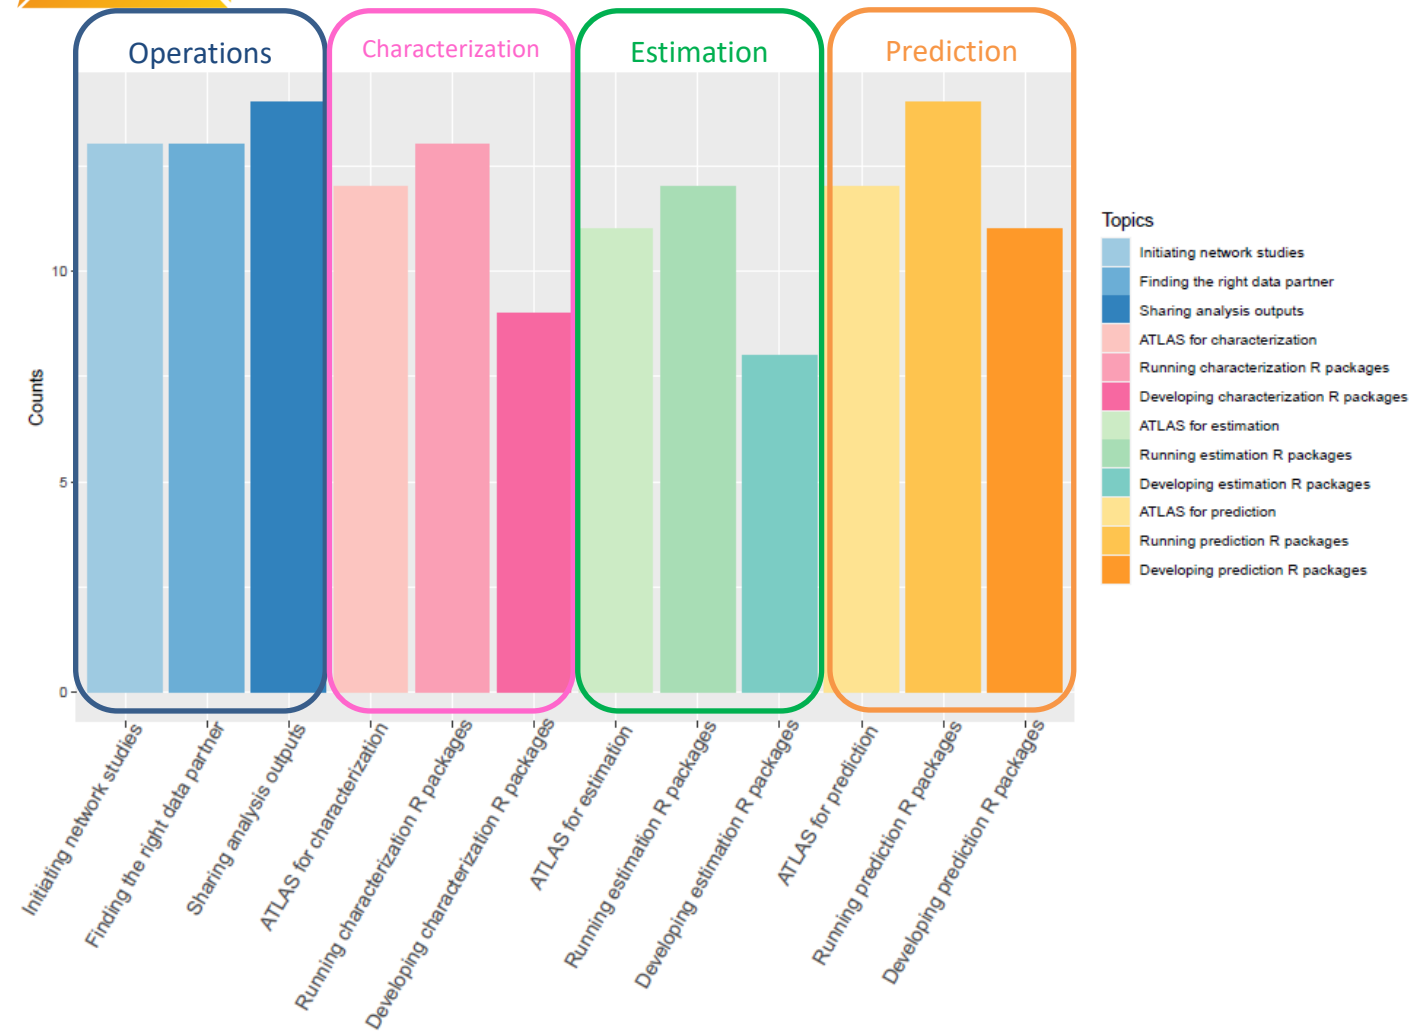 Operations
Characterization
Estimation
Prediction
Counts
10
5
0
Initiating network studies
Finding the right data partner
Sharing analysis outputs
ATLAS for characterization
Running characterization R packages
Developing characterization R packages
ATLAS for estimation
Running estimation R packages
Developing estimation R packages
ATLAS for prediction
Running prediction R packages
Developing prediction R packages
Topics
Initiating network studies
Finding the right data partner
Sharing analysis outputs
ATLAS for characterization
Running characterization R packages
Developing characterization R packages
ATLAS for estimation
Running estimation R packages
Developing estimation R packages
ATLAS for prediction
Running prediction R packages
Developing prediction R packages